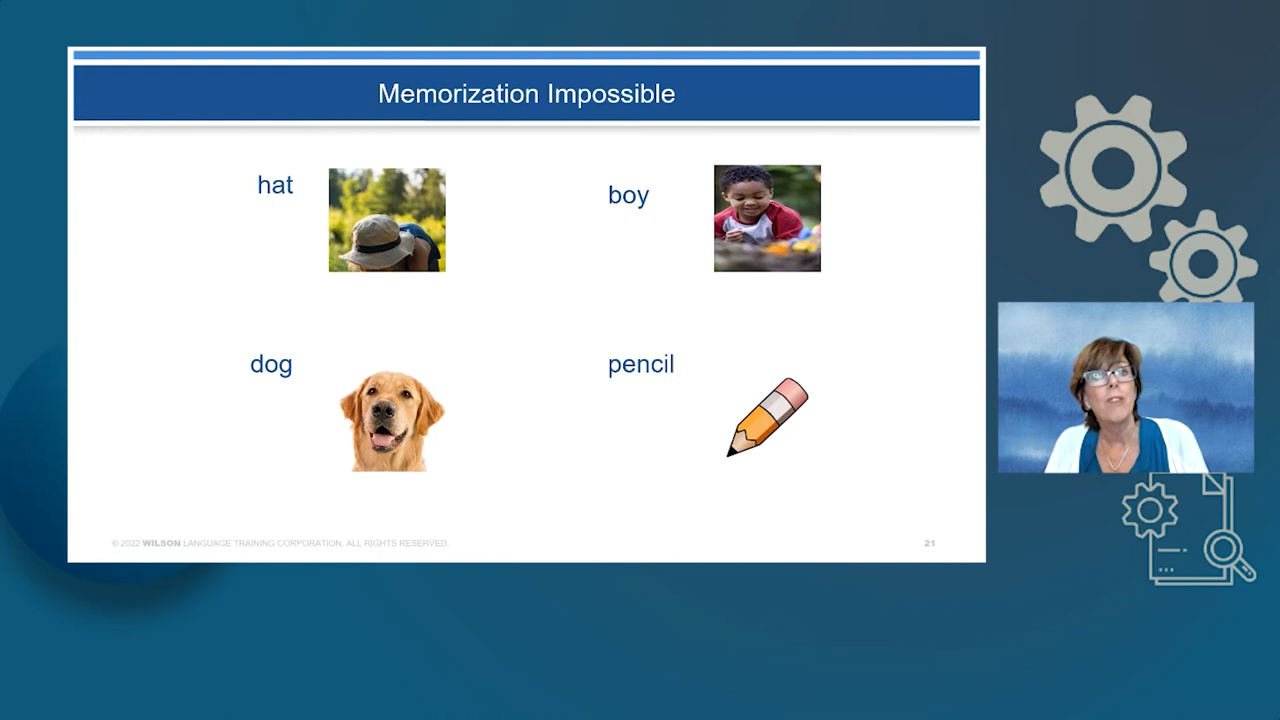 Memorization Impossible
hat
boy
dog
pencil
© 2022 WILSON LANGUAGE TRAINING CORPORATION. ALL RIGHTS RESERVED.
21